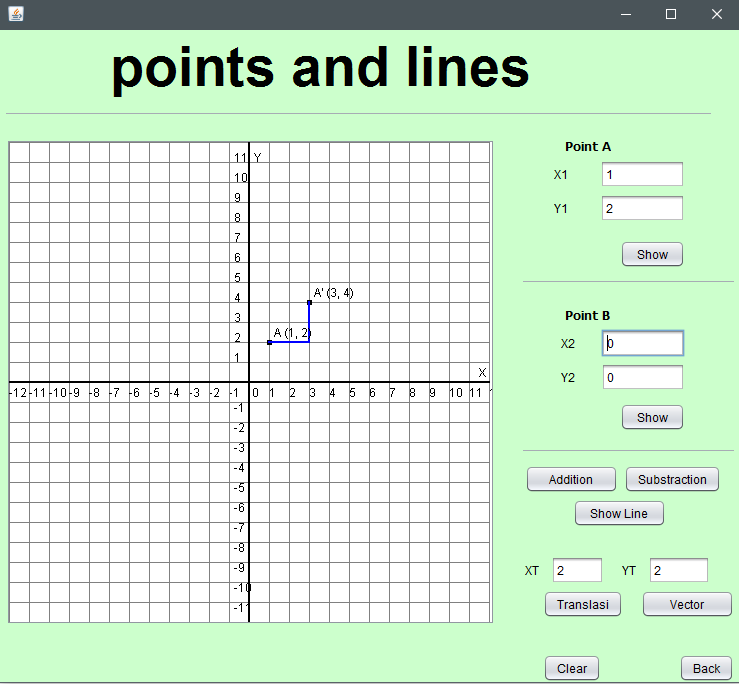 points and lines
Point A
X1 1
Y1 2
Show
Point B
X2 0
Y2 0
Show
Addition Substraction
Show Line
XT 2 YT 2
Translasi Vector
Clear Back
Y
11
10
9
8
7
6
5
4
3
2
1
A' (3, 4)
A (1, 2)
X
-12 -11 -10 -9 -8 -7 -6 -5 -4 -3 -2 -1 0 1 2 3 4 5 6 7 8 9 10 11
-1
-2
-3
-4
-5
-6
-7
-8
-9
-10
-11